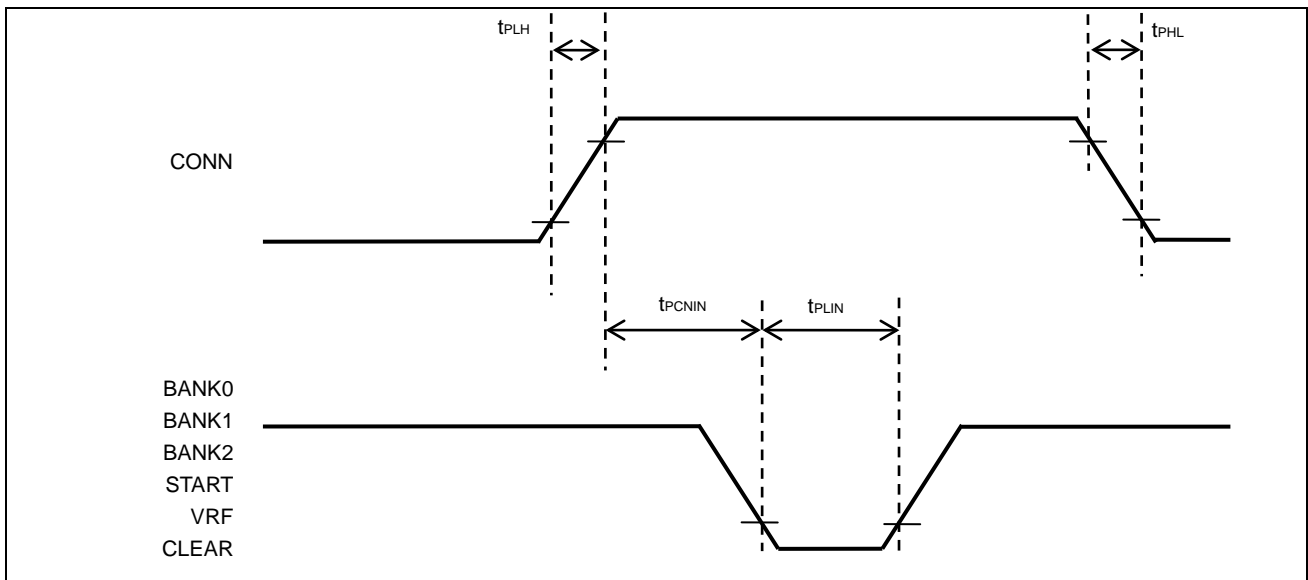 tPLH
tPHL
CONN
tPCNIN
tPLIN
BANK0
BANK1
BANK2
START
VRF
CLEAR